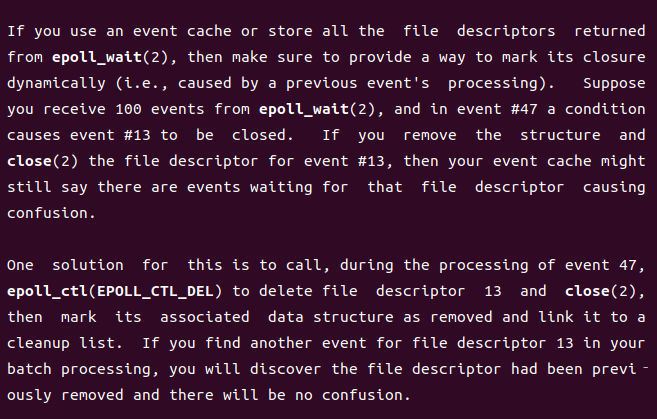 If you use an event cache or store all the file descriptors returned
from epoll_wait(2), then make sure to provide a way to mark its closure
dynamically (i.e., caused by a previous event's processing). Suppose
you receive 100 events from epoll_wait(2), and in event #47 a condition
causes event #13 to be closed. If you remove the structure and
close(2) the file descriptor for event #13, then your event cache might
still say there are events waiting for that file descriptor causing
confusion.
One solution for this is to call, during the processing of event 47,
epoll_ctl(EPOLL_CTL_DEL) to delete file descriptor 13 and close(2),
then mark its associated data structure as removed and link it to a
cleanup list. If you find another event for file descriptor 13 in your
batch processing, you will discover the file descriptor had been previ-
ously removed and there will be no confusion.